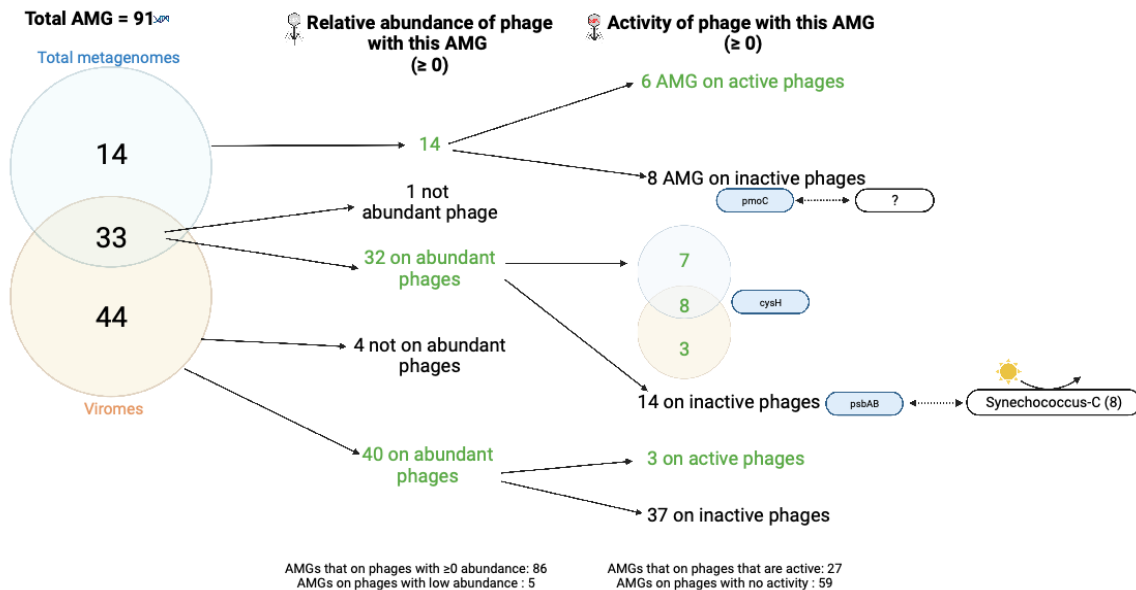 Total AMG = 91
Relative abundance of phage
with this AMG
(≥ 0)
Activity of phage with this AMG
(≥ 0)
Total metagenomes
14
33
44
Viromes
14
1 not
abundant phage
32 on abundant
phages
4 not on abundant
phages
40 on abundant
phages
6 AMG on active phages
8 AMG on inactive phages
pmoC
?
7
8
3
cysH
14 on inactive phages
psbAB
Synechococcus-C (8)
3 on active phages
37 on inactive phages
AMGs that on phages with ≥0 abundance: 86
AMGs on phages with low abundance : 5
AMGs that on phages that are active: 27
AMGs on phages with no activity : 59